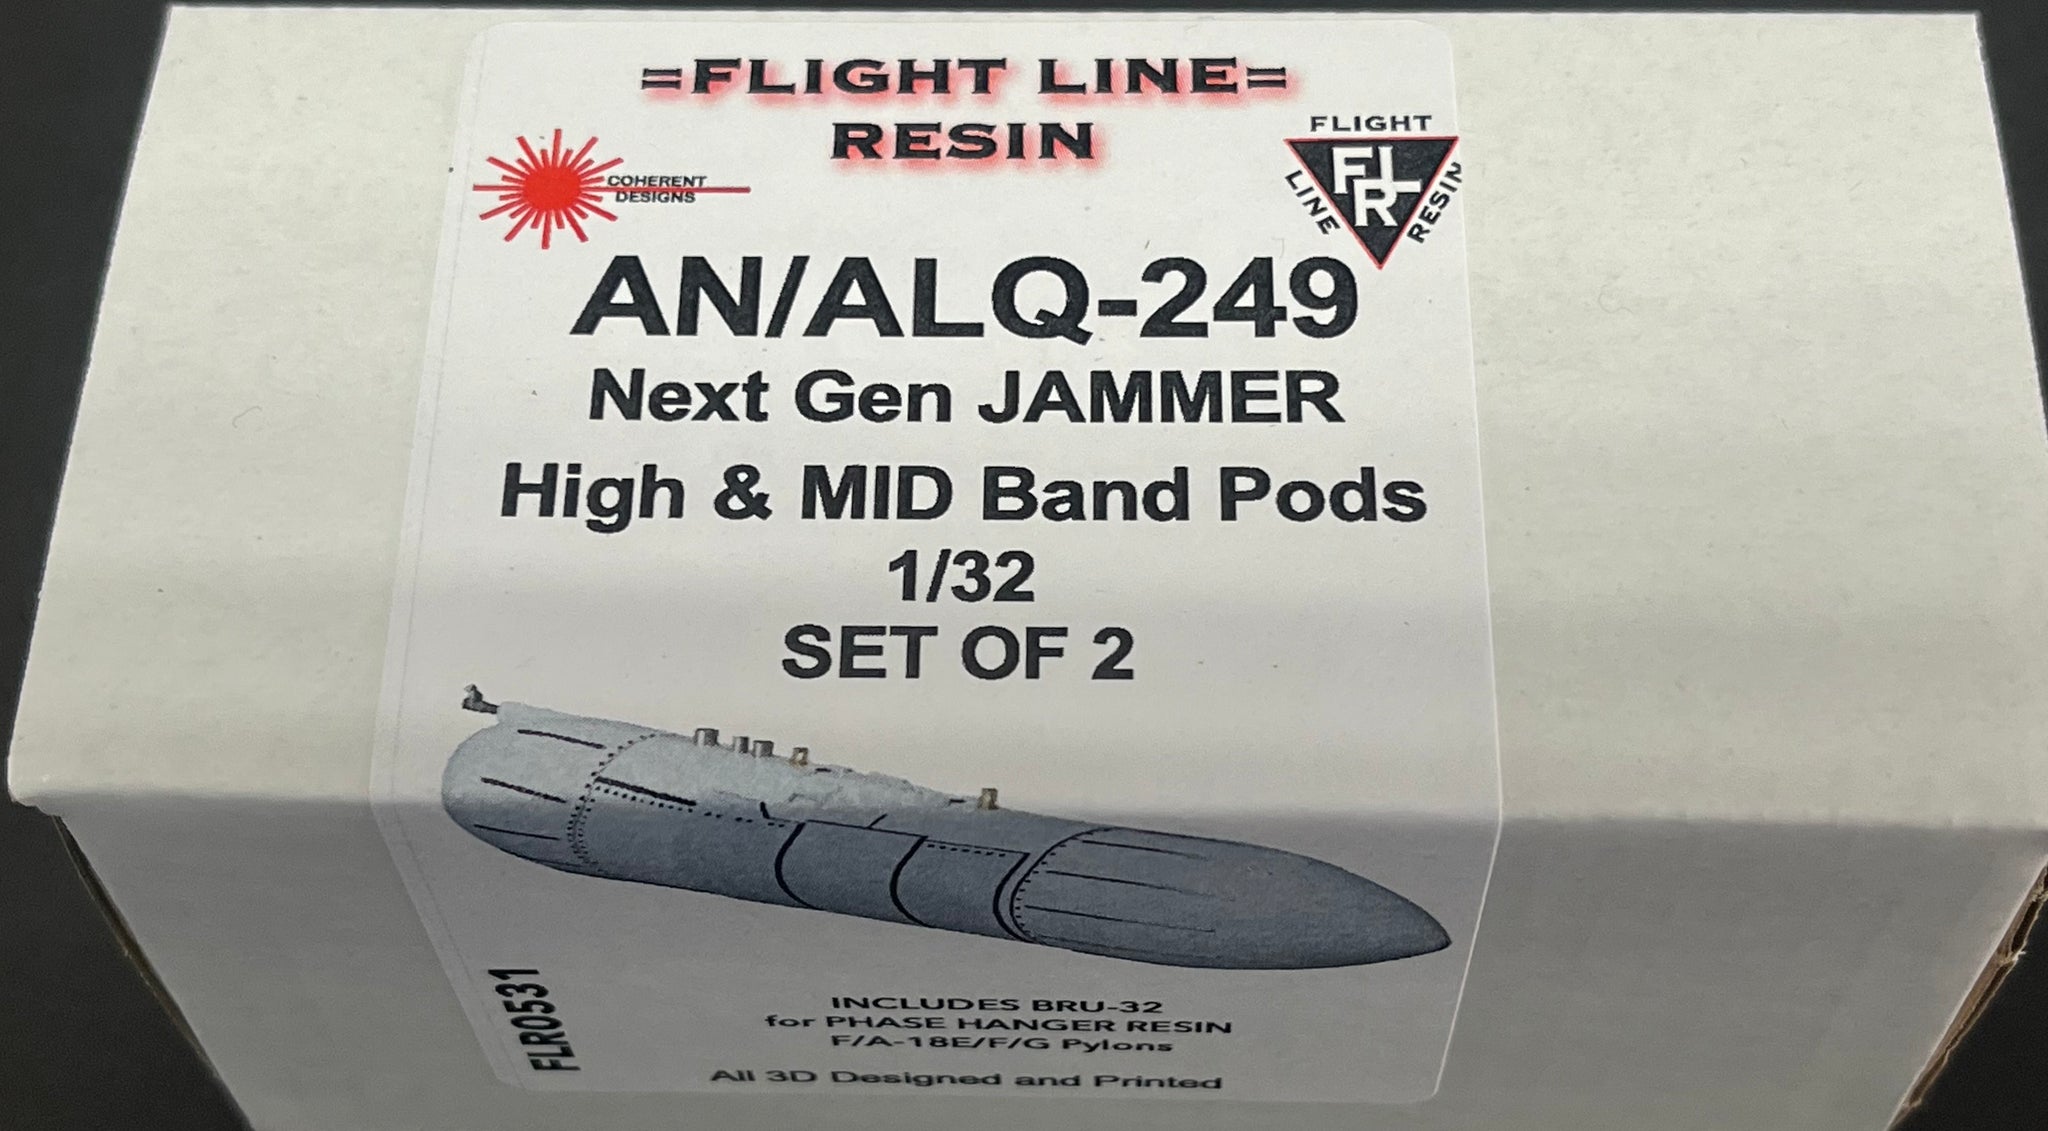 =FLIGHT LINE=
RESIN
COHERENT
DESIGNS
FLIGHT
LINE
RESIN
FLR
AN/ALQ-249
Next Gen JAMMER
High & MID Band Pods
1/32
SET OF 2
FLR0531
INCLUDES BRU-32
for PHASE HANGER RESIN
F/A-18E/F/G Pylons
All 3D Designed and Printed